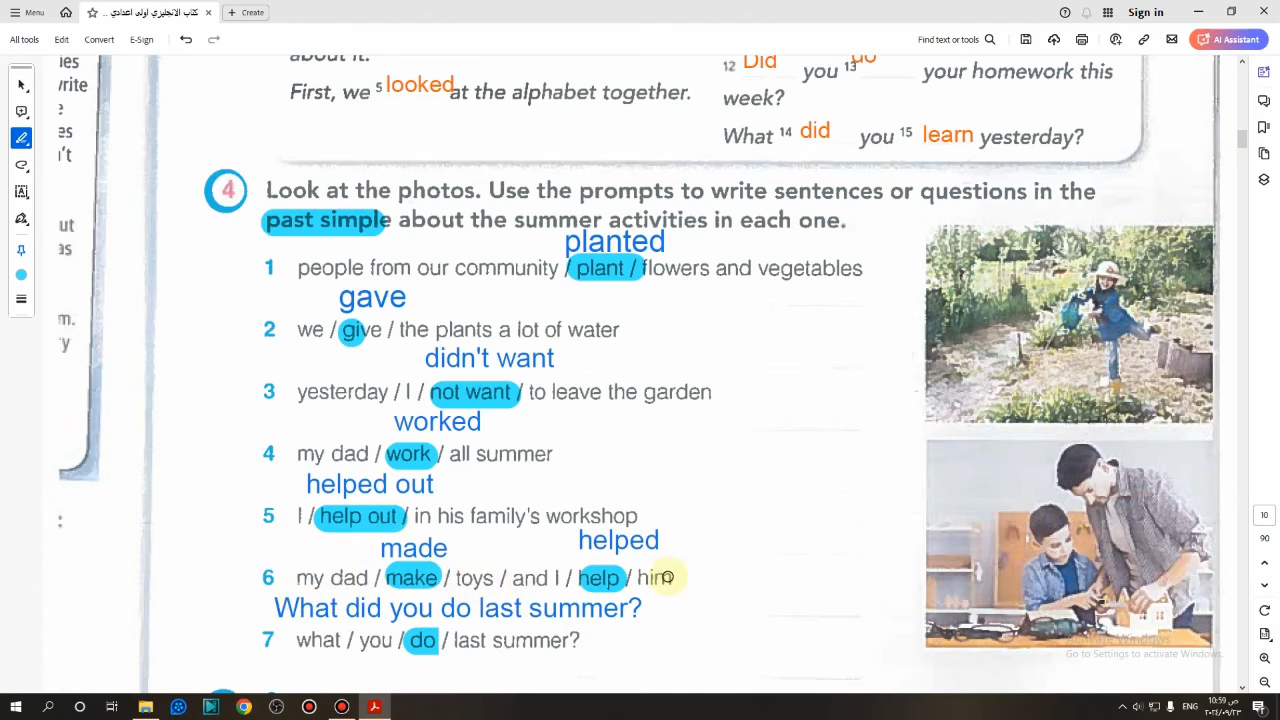 Menu
كتاب الانجليزي اولى اعدادي ..
+ Create
Sign in
All tools Edit Convert E-Sign
Find text or tools
AI Assistant
about it.
First, we 5 looked at the alphabet together.
12 Did you 13 do your homework this
week?
What 14 did you 15 learn yesterday?
4 Look at the photos. Use the prompts to write sentences or questions in the
past simple about the summer activities in each one.
planted
1 people from our community / plant / flowers and vegetables
gave
2 we / give / the plants a lot of water
didn't want
3 yesterday / I / not want / to leave the garden
worked
4 my dad / work / all summer
helped out
5 I / help out / in his family's workshop
made helped
6 my dad / make / toys / and I / help / him
What did you do last summer?
7 what / you / do / last summer?
Activate Windows
Go to Settings to activate Windows.
10
90
10:59 ص